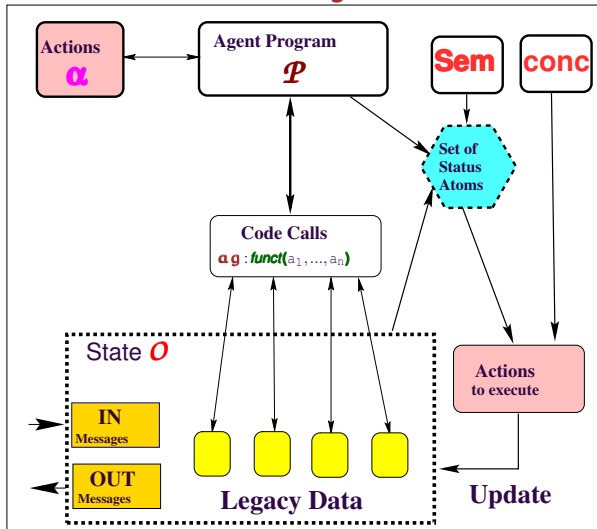 Actions
α
Agent Program
𝒫
Sem
conc
Set of
Status
Atoms
Code Calls
a g : funct(a₁,...,aₙ)
State O
Actions
to execute
IN
Messages
OUT
Messages
Legacy Data
Update